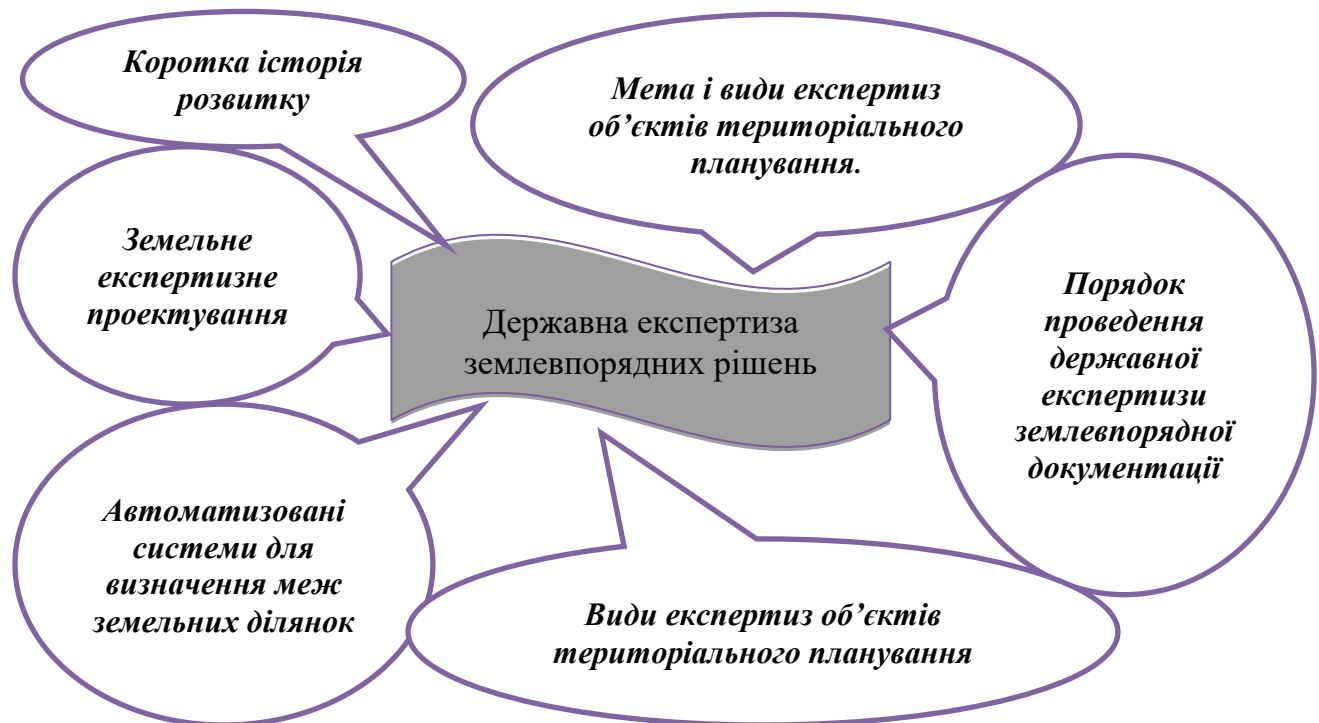 Коротка історія
розвитку
Мета і види експертиз
об’єктів територіального
планування.
Земельне
експертизне
проектування
Державна експертиза
землевпорядних рішень
Порядок
проведення
державної
експертизи
землевпорядної
документації
Автоматизовані
системи для
визначення меж
земельних ділянок
Види експертиз об’єктів
територіального планування